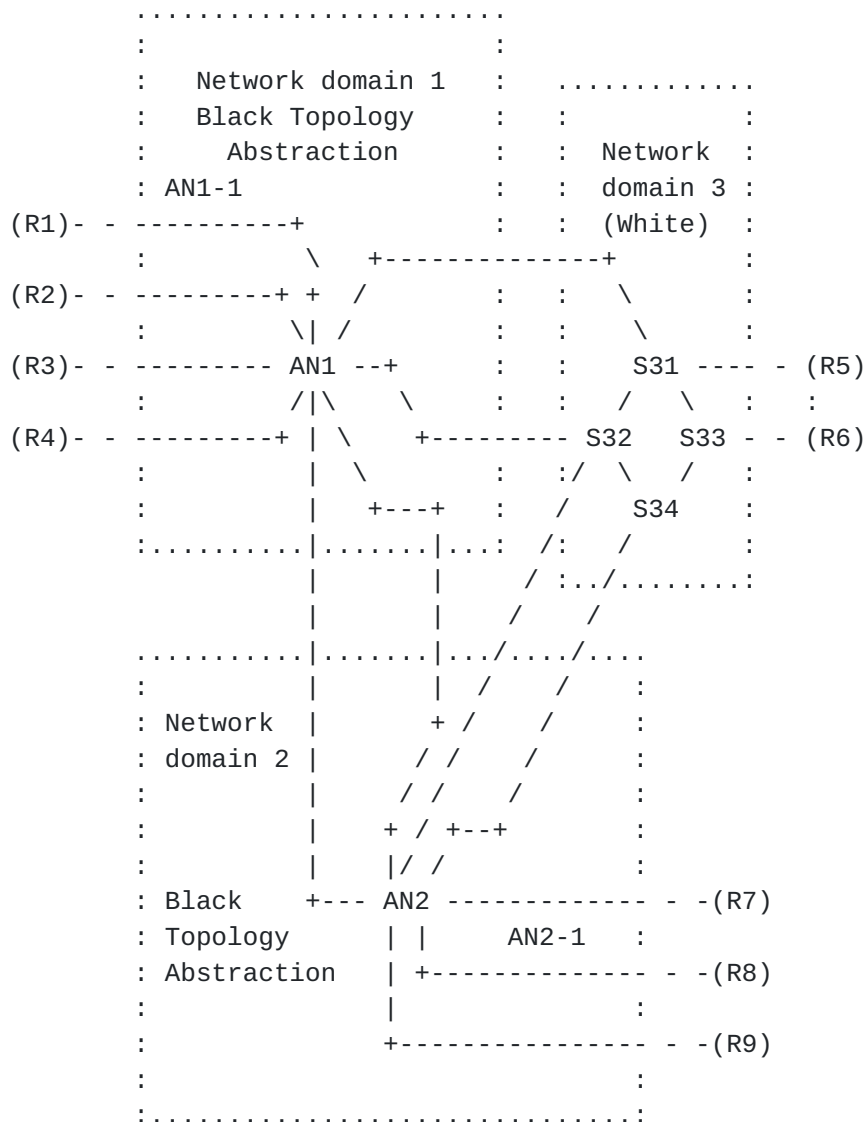 Network domain 1
Black Topology
Abstraction Network
AN1-1 domain 3
(R1) (White)
(R2)
(R3) AN1 S31 (R5)
(R4) S32 S33 (R6)
S34
Network
domain 2
Black AN2 (R7)
Topology AN2-1
Abstraction (R8)
(R9)